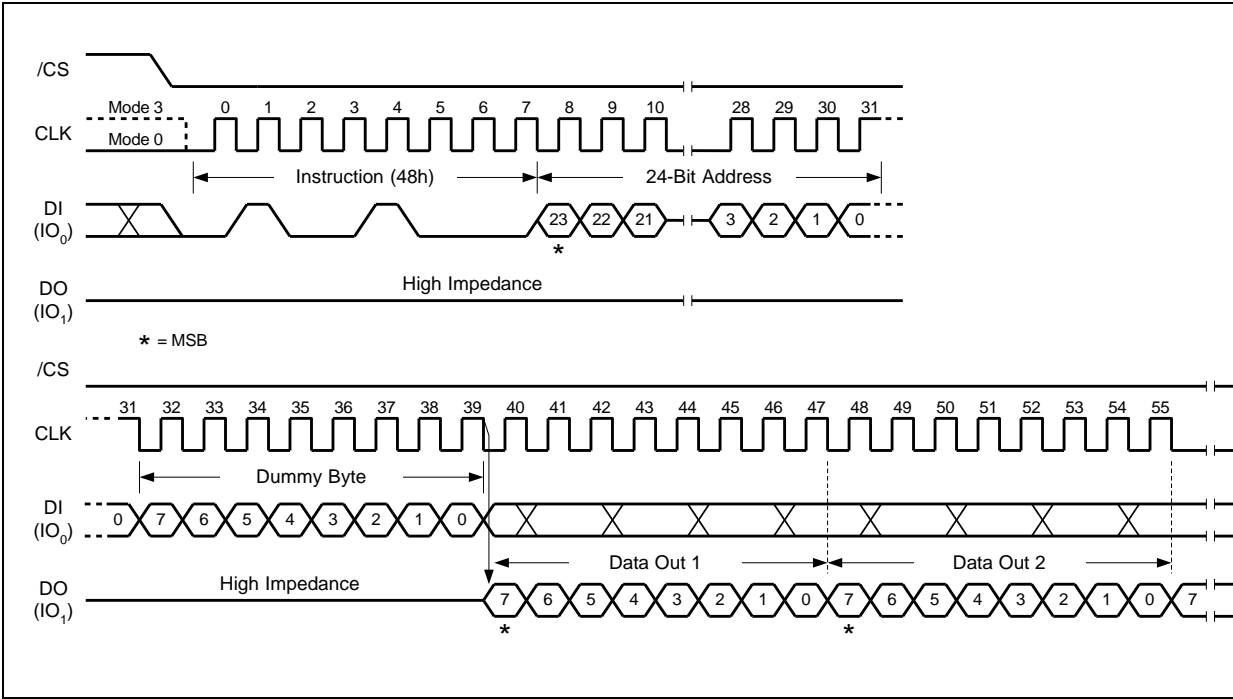 /CS
Mode 3 0 1 2 3 4 5 6 7 8 9 10 28 29 30 31
CLK Mode 0
Instruction (48h) 24-Bit Address
DI
(IO0) 23 22 21 3 2 1 0
*
DO High Impedance
(IO1)
* = MSB
/CS
31 32 33 34 35 36 37 38 39 40 41 42 43 44 45 46 47 48 49 50 51 52 53 54 55
CLK
Dummy Byte
DI
(IO0) 0 7 6 5 4 3 2 1 0
Data Out 1 Data Out 2
DO High Impedance
(IO1) 7 6 5 4 3 2 1 0 7 6 5 4 3 2 1 0 7
* *